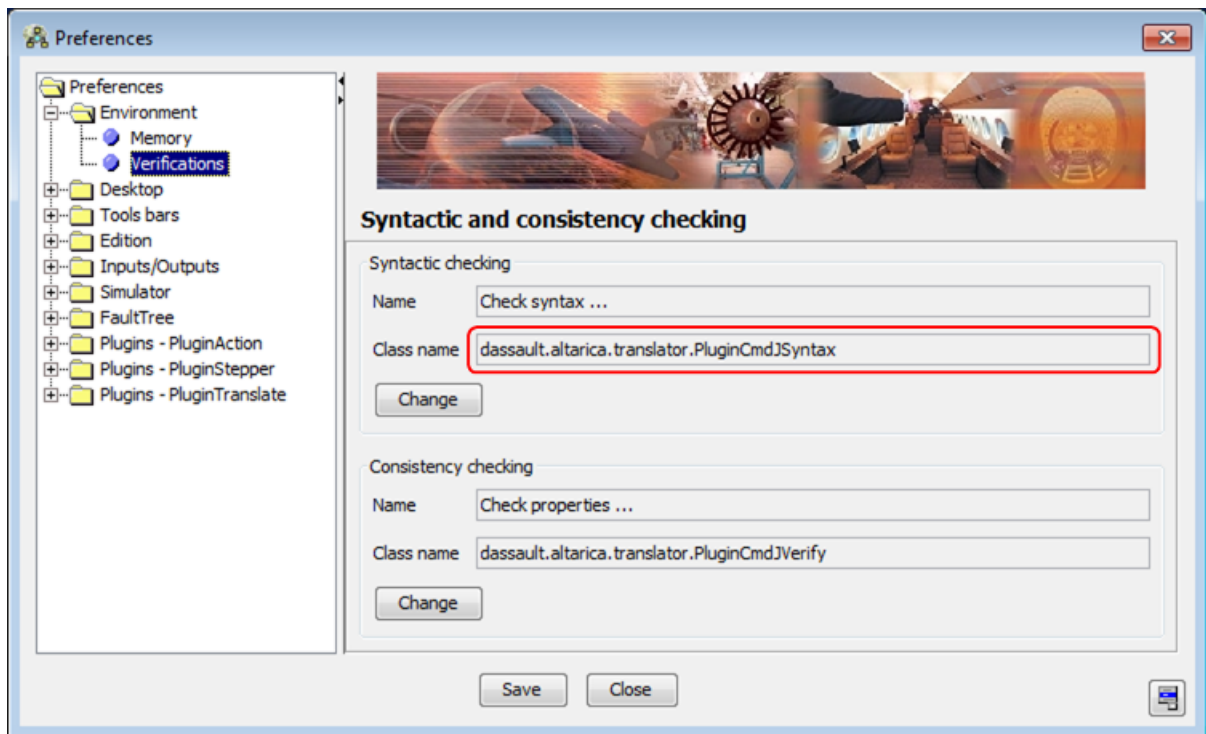 Preferences
Preferences
Environment
Memory
Verifications
Desktop
Tools bars
Edition
Inputs/Outputs
Simulator
FaultTree
Plugins - PluginAction
Plugins - PluginStepper
Plugins - PluginTranslate
Syntactic and consistency checking
Syntactic checking
Name Check syntax ...
Class name dassault.altarica.translator.PluginCmdJSyntax
Change
Consistency checking
Name Check properties ...
Class name dassault.altarica.translator.PluginCmdJVerify
Change
Save Close